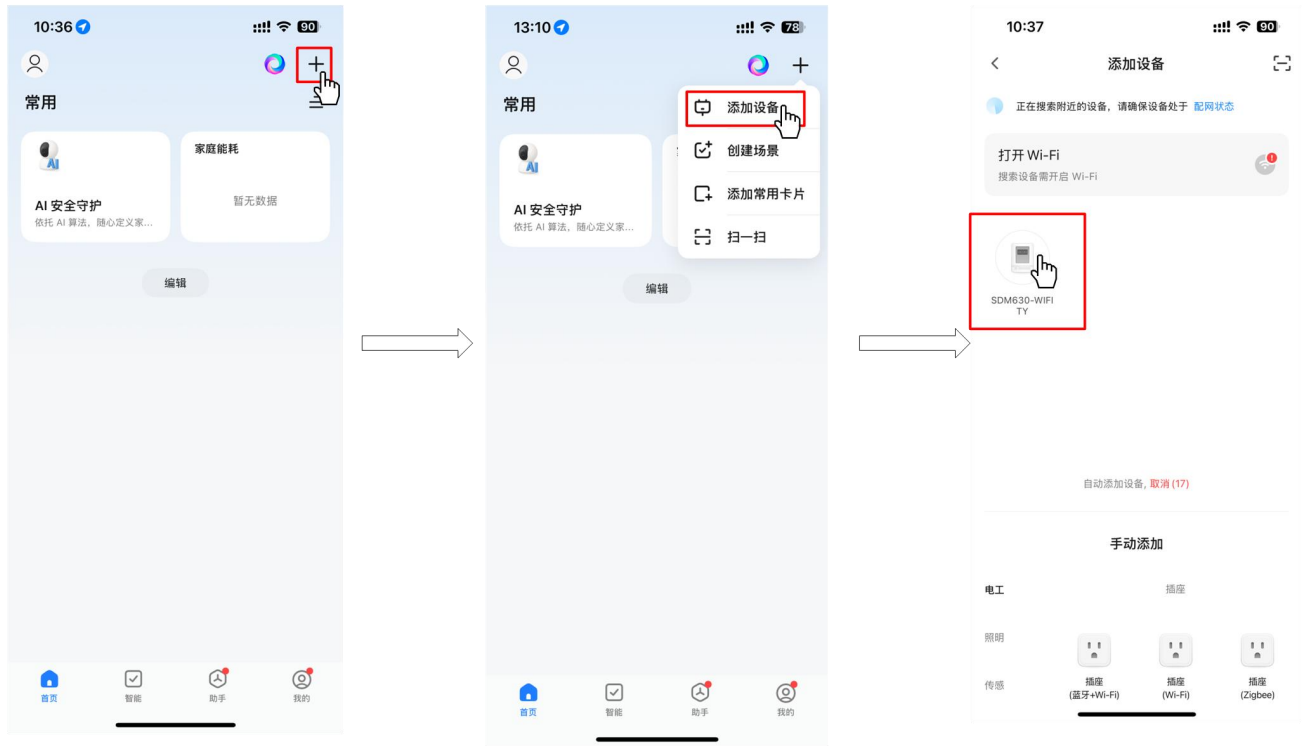 10:36
90
常用
AI
AI 安全守护
依托 AI 算法，随心定义家...
家庭能耗
暂无数据
编辑
首页
智能
助手
我的
13:10
78
常用
添加设备
创建场景
添加常用卡片
扫一扫
AI
AI 安全守护
依托 AI 算法，随心定义家...
编辑
首页
智能
助手
我的
10:37
90
添加设备
正在搜索附近的设备，请确保设备处于 配网状态
打开 Wi-Fi
搜索设备需开启 Wi-Fi
SDM630-WIFI
TY
自动添加设备, 取消 (17)
手动添加
电工
插座
照明
传感
插座
(蓝牙+Wi-Fi)
插座
(Wi-Fi)
插座
(Zigbee)